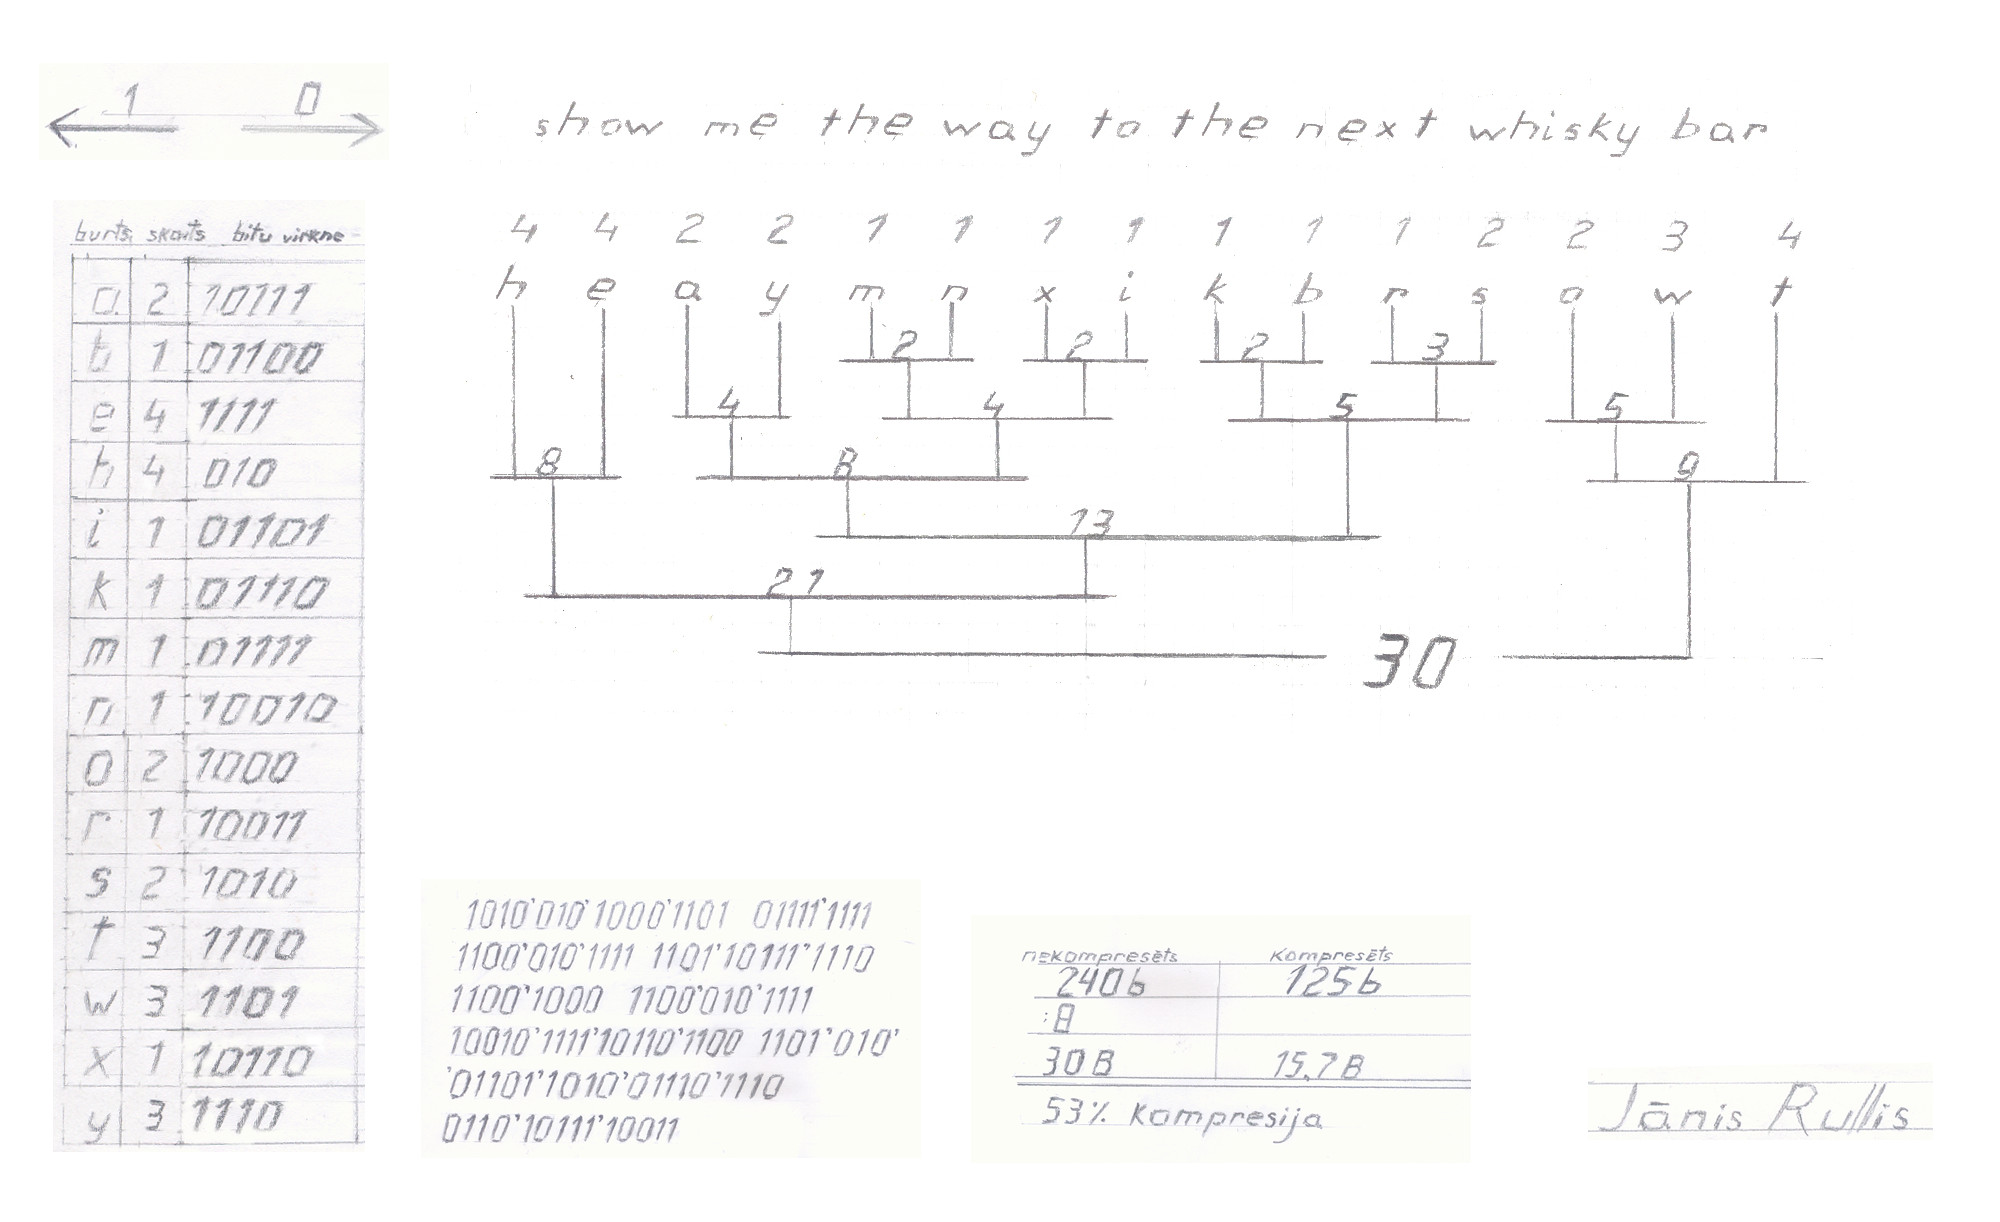 1 0
show me the way to the next whisky bar
4 4 2 2 1 1 1 1 1 1 1 2 2 3 4
h e a y m n x i k b r s o w t
2 2 2 3
4 4 5 5
8 8 9
13
21
30
burts skaits bitu virkne
a 2 10111
b 1 01100
e 4 1111
h 4 010
i 1 01101
k 1 01110
m 1 01111
n 1 10010
o 2 1000
r 1 10011
s 2 1010
t 3 1100
w 3 1101
x 1 10110
y 3 1110
1010'010'1000'1101 01111'1111
1100'010'1111 1101'10111'1110
1100'1000 1100'010'1111
10010'1111'10110'1100 1101'010'
'01101'1010'01110'1110
0110'10111'10011
nekompresēts kompresēts
240b 125b
:8
30B 15,7B
53% kompresija
Jānis Rullis